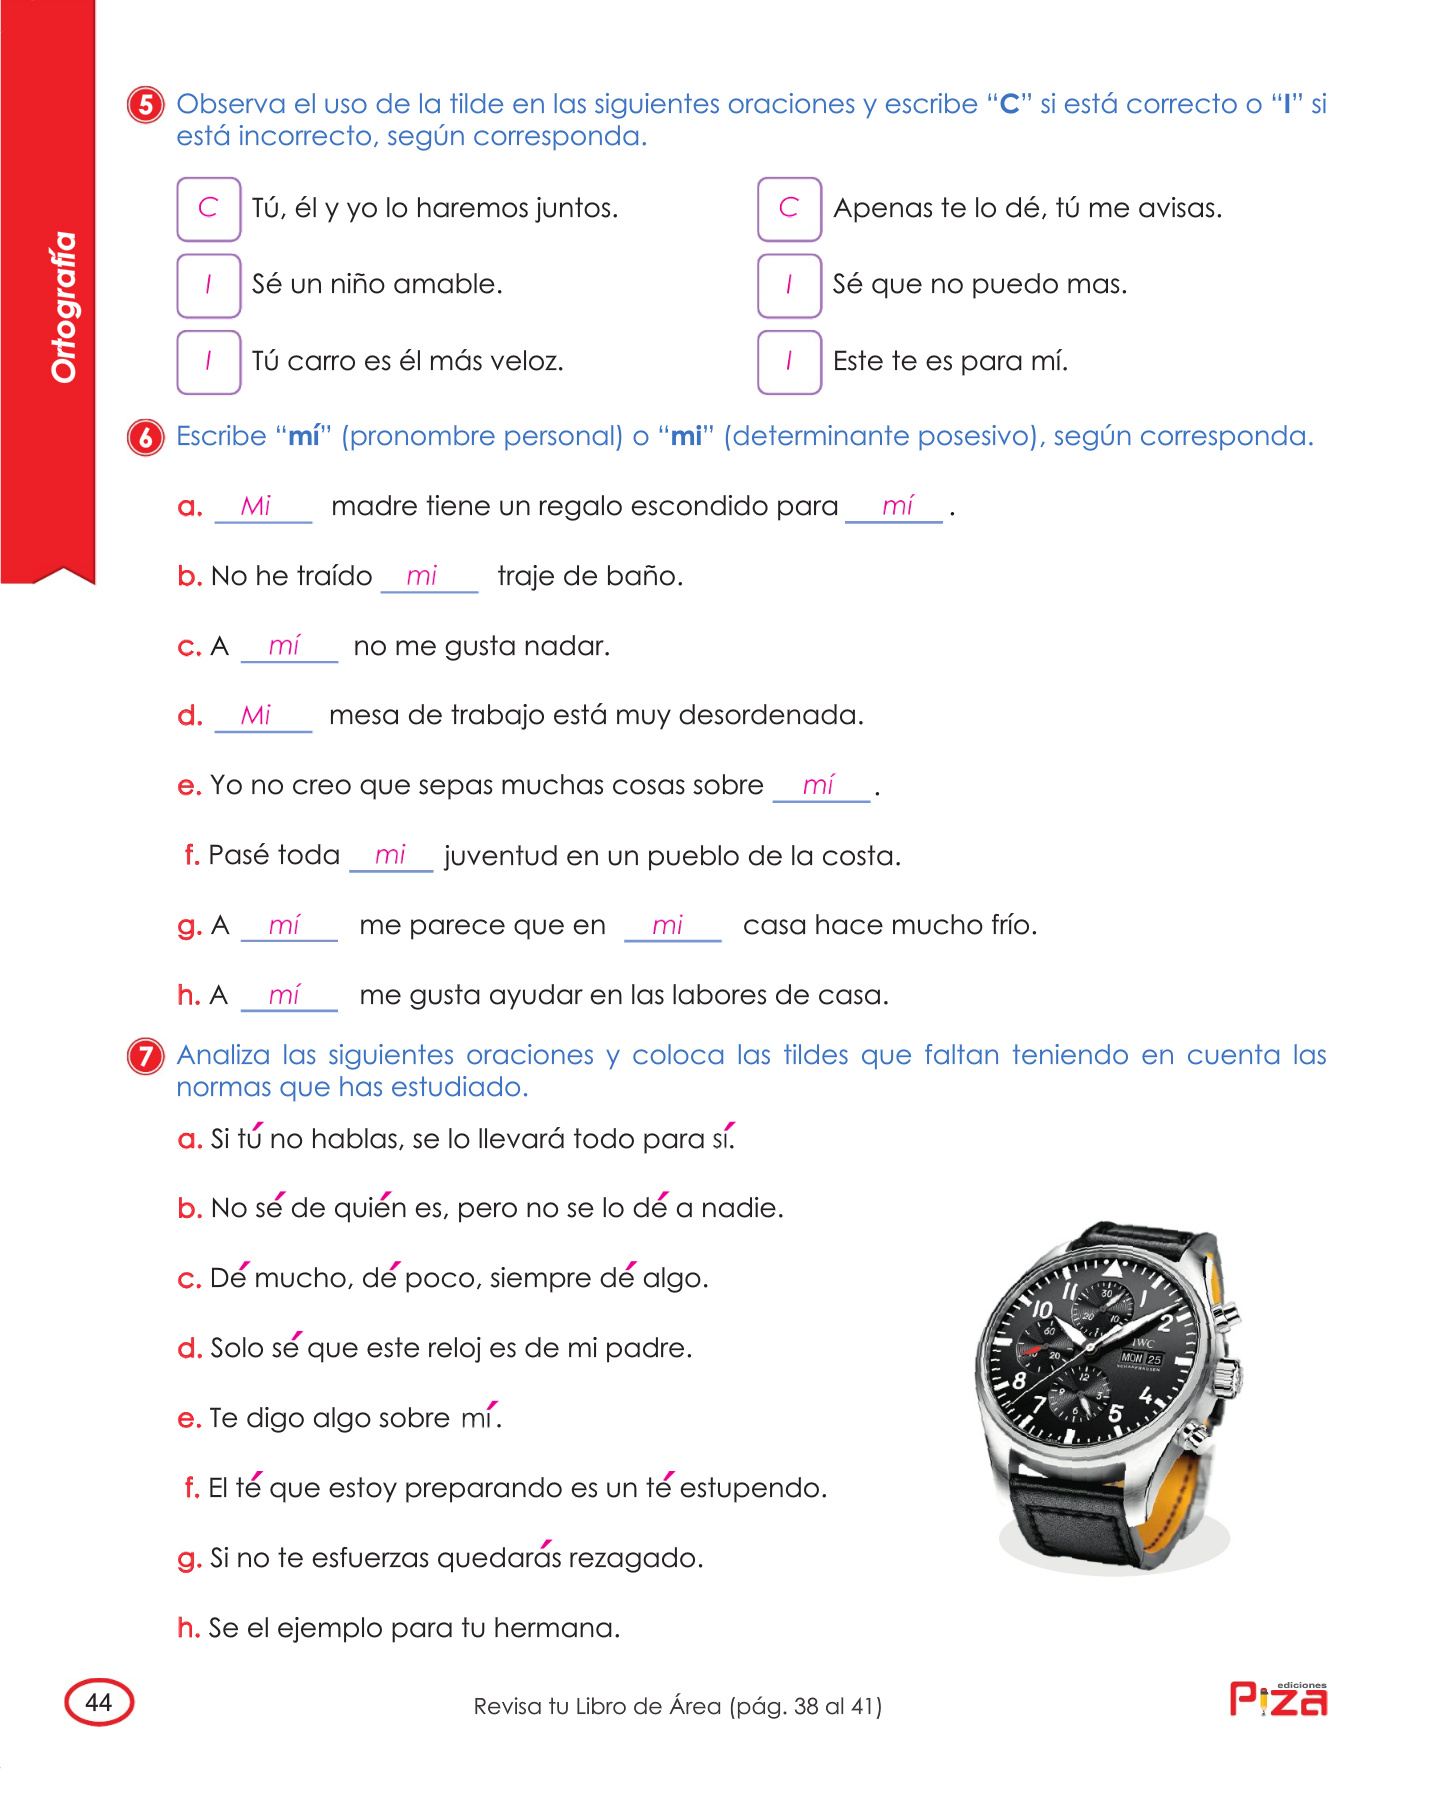 Ortografía
5 Observa el uso de la tilde en las siguientes oraciones y escribe “C” si está correcto o “I” si
está incorrecto, según corresponda.
C Tú, él y yo lo haremos juntos.
C Apenas te lo dé, tú me avisas.
I Sé un niño amable.
I Sé que no puedo mas.
I Tú carro es él más veloz.
I Este te es para mí.
6 Escribe “mí” (pronombre personal) o “mi” (determinante posesivo), según corresponda.
a. Mi madre tiene un regalo escondido para mí .
b. No he traído mi traje de baño.
c. A mí no me gusta nadar.
d. Mi mesa de trabajo está muy desordenada.
e. Yo no creo que sepas muchas cosas sobre mí .
f. Pasé toda mi juventud en un pueblo de la costa.
g. A mí me parece que en mi casa hace mucho frío.
h. A mí me gusta ayudar en las labores de casa.
7 Analiza las siguientes oraciones y coloca las tildes que faltan teniendo en cuenta las
normas que has estudiado.
a. Si tú no hablas, se lo llevará todo para sí.
b. No sé de quién es, pero no se lo dé a nadie.
c. Dé mucho, dé poco, siempre dé algo.
d. Solo sé que este reloj es de mi padre.
e. Te digo algo sobre mí.
f. El té que estoy preparando es un té estupendo.
g. Si no te esfuerzas quedarás rezagado.
h. Se el ejemplo para tu hermana.
IWC
MON 25
44
Revisa tu Libro de Área (pág. 38 al 41)
ediciones
Piza